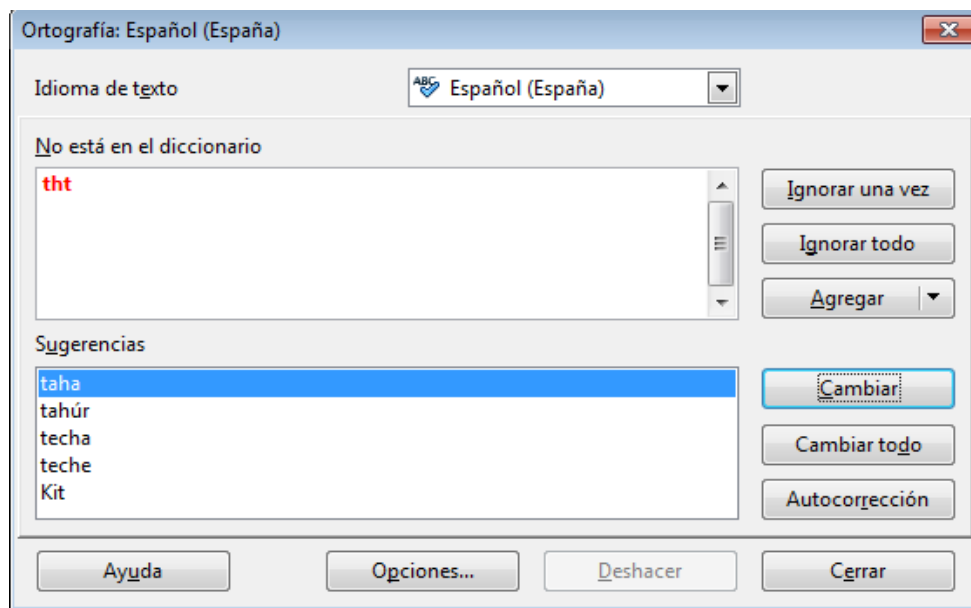 Ortografía: Español (España)
Idioma de texto
ABC Español (España)
No está en el diccionario
tht
Ignorar una vez
Ignorar todo
Agregar
Sugerencias
taha
tahúr
techa
teche
Kit
Cambiar
Cambiar todo
Autocorrección
Ayuda
Opciones...
Deshacer
Cerrar